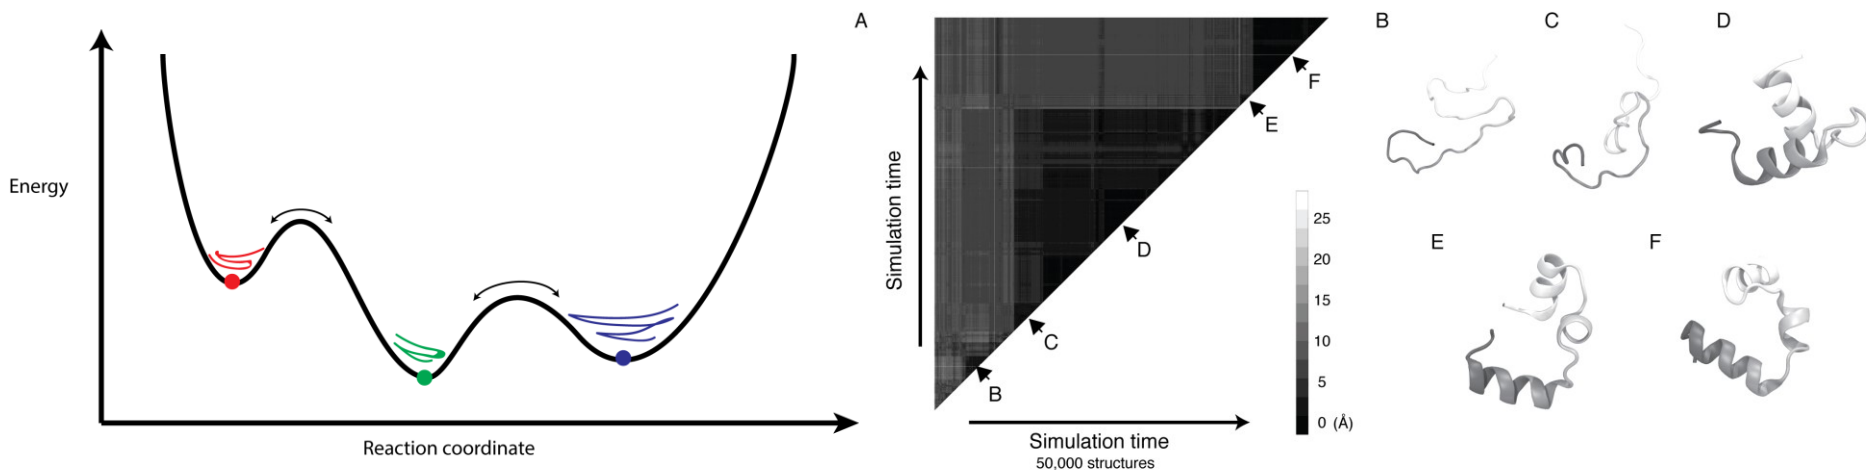 Energy
Reaction coordinate
A
Simulation time
Simulation time
50,000 structures
B
C
D
E
F
25
20
15
10
5
0 (Å)
B
C
D
E
F